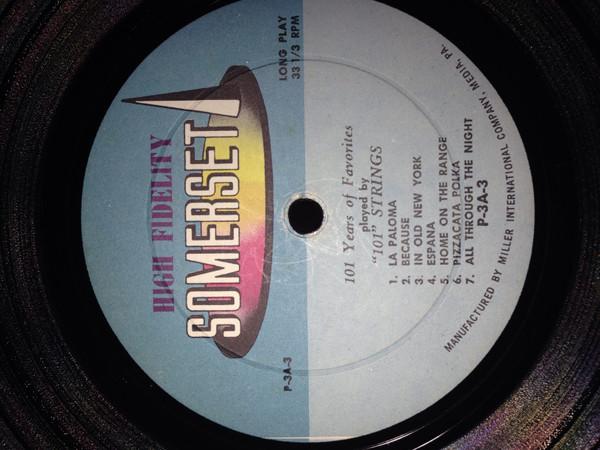 HIGH FIDELITY
SOMERSET
P-3A-3
LONG PLAY
33 1/3 RPM
101 Years of Favorites
played by
"101" STRINGS
1. LA PALOMA
2. BECAUSE
3. IN OLD NEW YORK
4. ESPANA
5. HOME ON THE RANGE
6. PIZZACATA POLKA
7. ALL THROUGH THE NIGHT
P-3A-3
MANUFACTURED BY MILLER INTERNATIONAL COMPANY, MEDIA, PA.